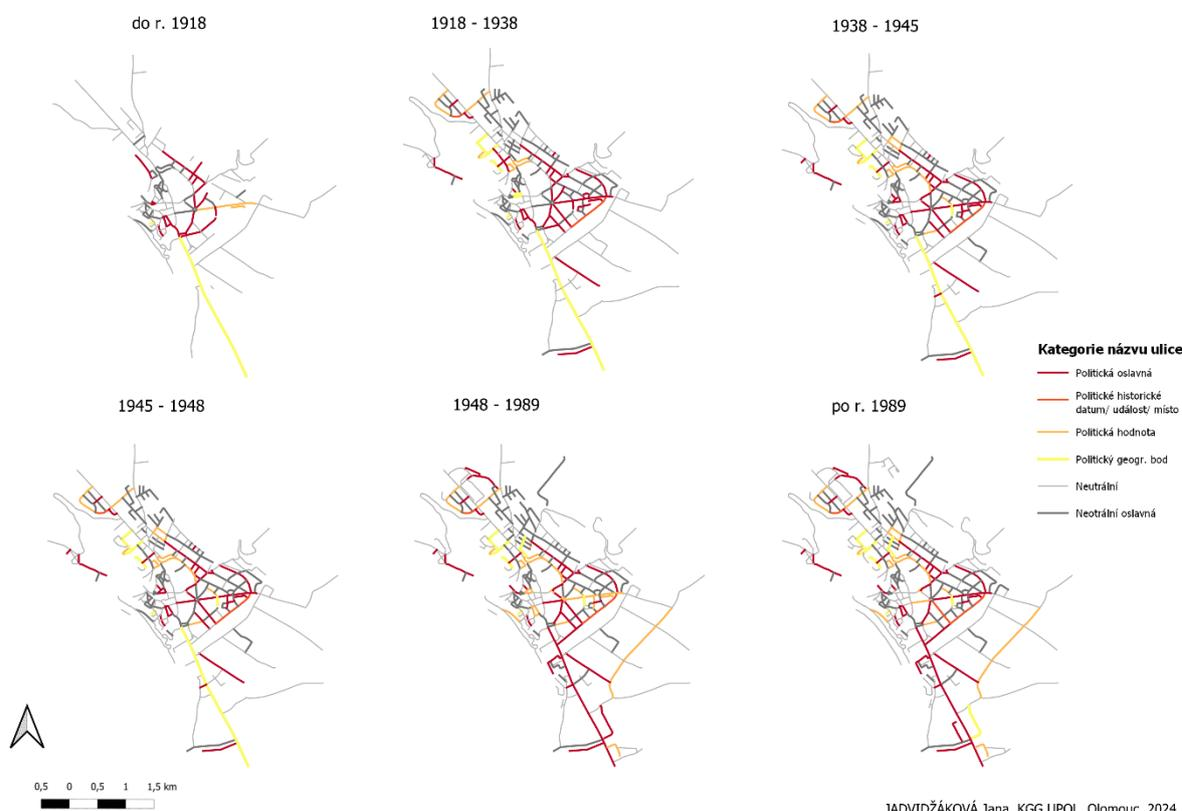 do r. 1918
1918 - 1938
1938 - 1945
Kategorie názvu ulice
Politická oslavná
Politické historické
datum/ událost/ místo
Politická hodnota
Politický geogr. bod
Neutrální
Neotrální oslavná
1945 - 1948
1948 - 1989
po r. 1989
0,5 0 0,5 1 1,5 km
JADVIDŽÁKOVÁ Jana, KGG UPOL, Olomouc, 2024